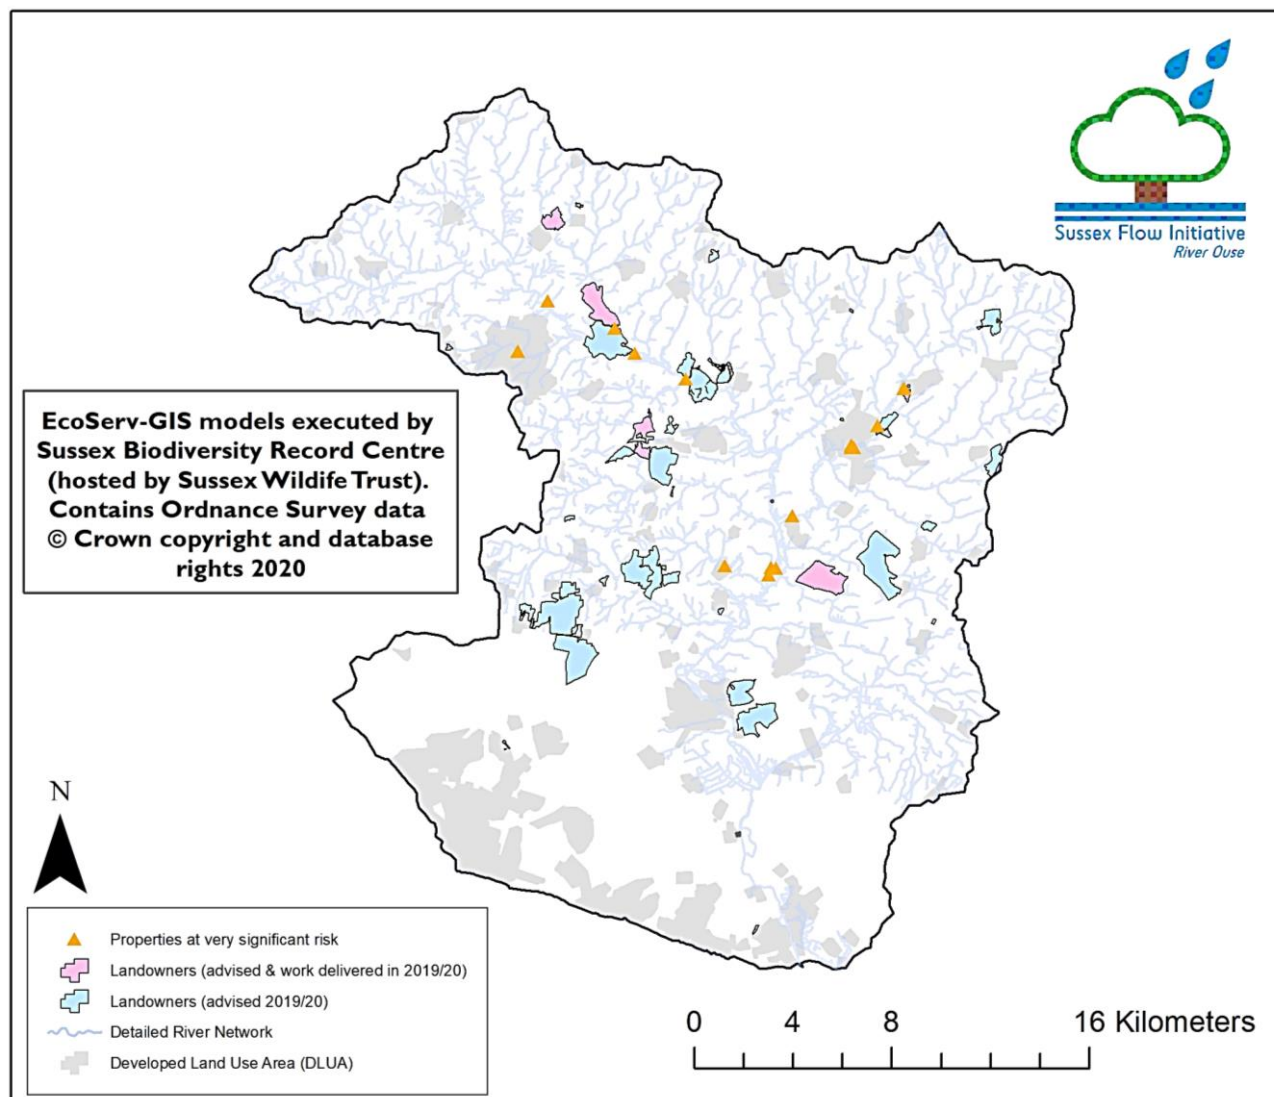 Sussex Flow Initiative
River Ouse
EcoServ-GIS models executed by
Sussex Biodiversity Record Centre
(hosted by Sussex Wildife Trust).
Contains Ordnance Survey data
© Crown copyright and database
rights 2020
N
Properties at very significant risk
Landowners (advised & work delivered in 2019/20)
Landowners (advised 2019/20)
Detailed River Network
Developed Land Use Area (DLUA)
0 4 8 16 Kilometers